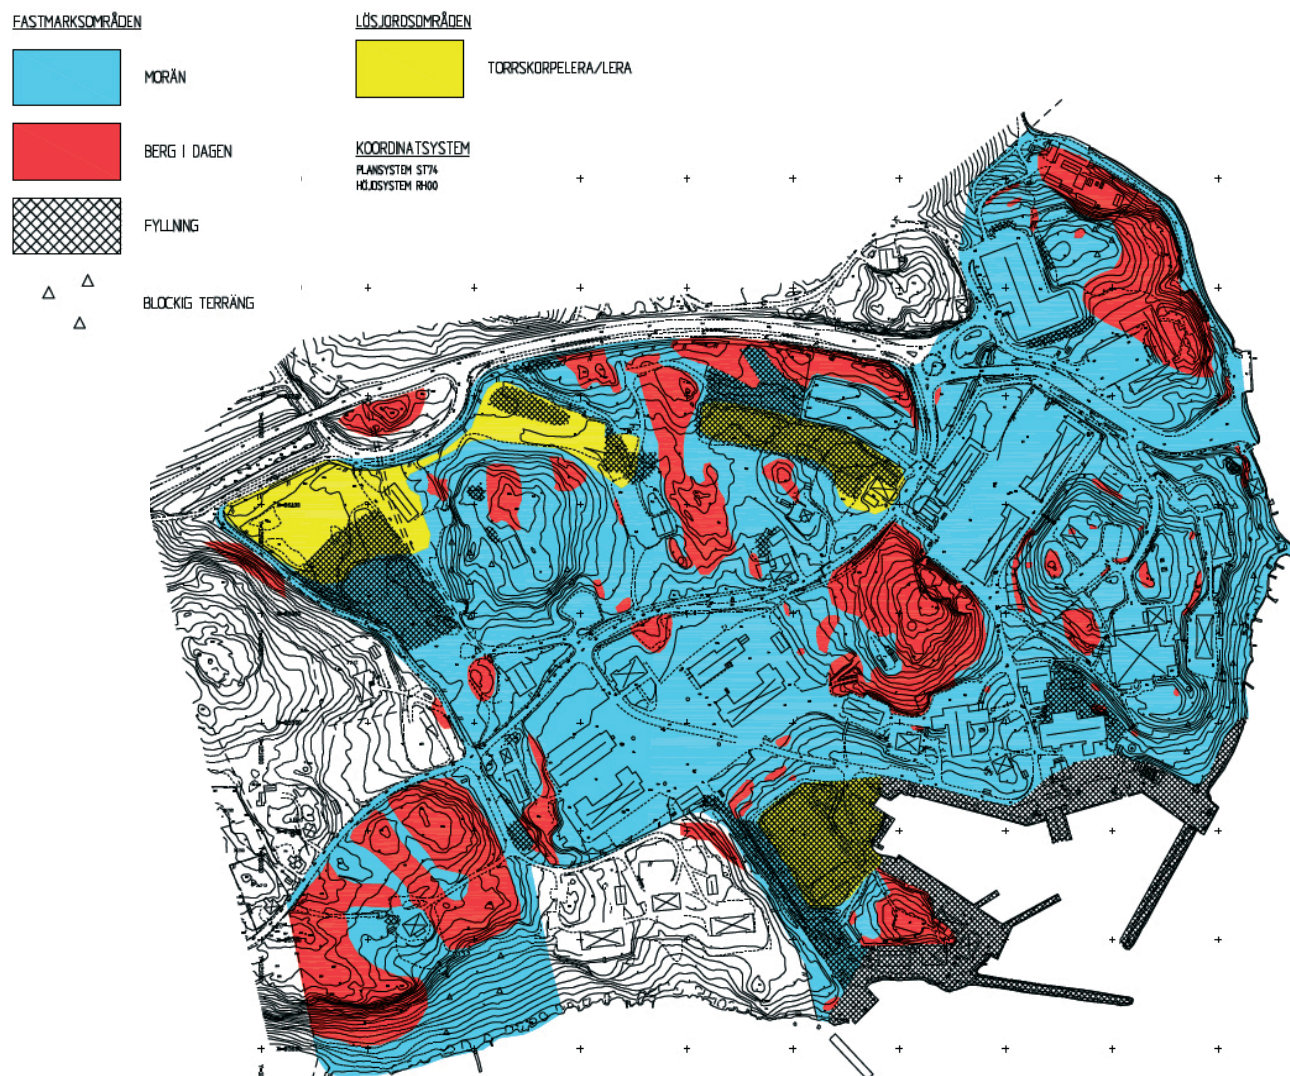 FASTMARKSOMRÅDEN
MORÄN
BERG I DAGEN
FYLLNING
BLOCKIG TERRÄNG
LÖSJORDSOMRÅDEN
TORRSKORPELERA/LERA
KOORDINATSYSTEM
PLANSYSTEM ST74
HÖJDSYSTEM RH00